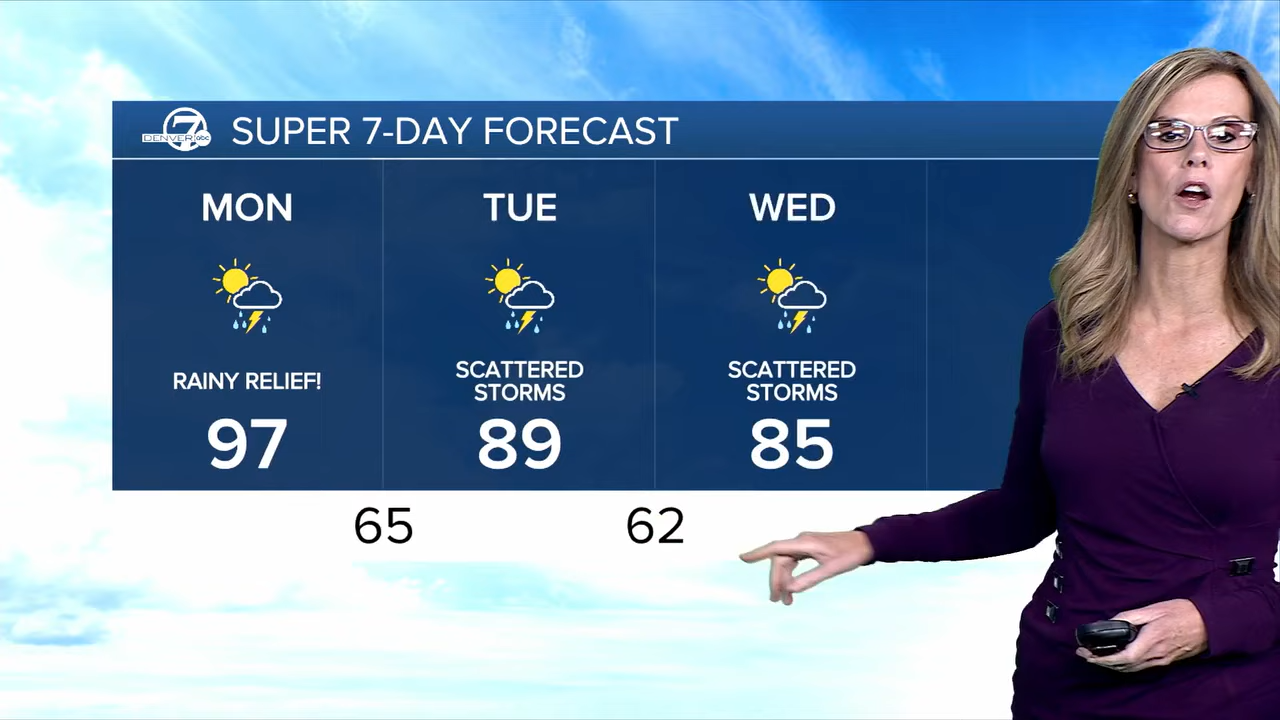 7
DENVER abc
SUPER 7-DAY FORECAST
MON
TUE
WED
RAINY RELIEF!
SCATTERED
STORMS
SCATTERED
STORMS
97
89
85
65
62